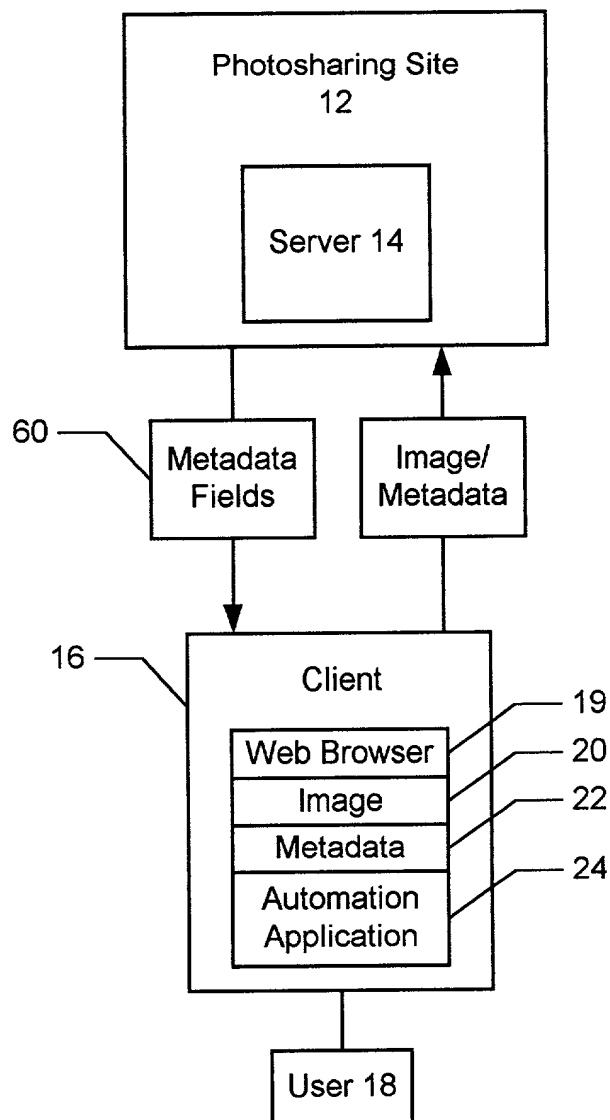 Photosharing Site
12
Server 14
60
Metadata
Fields
Image/
Metadata
16
Client
19
Web Browser
20
Image
22
Metadata
24
Automation
Application
User 18